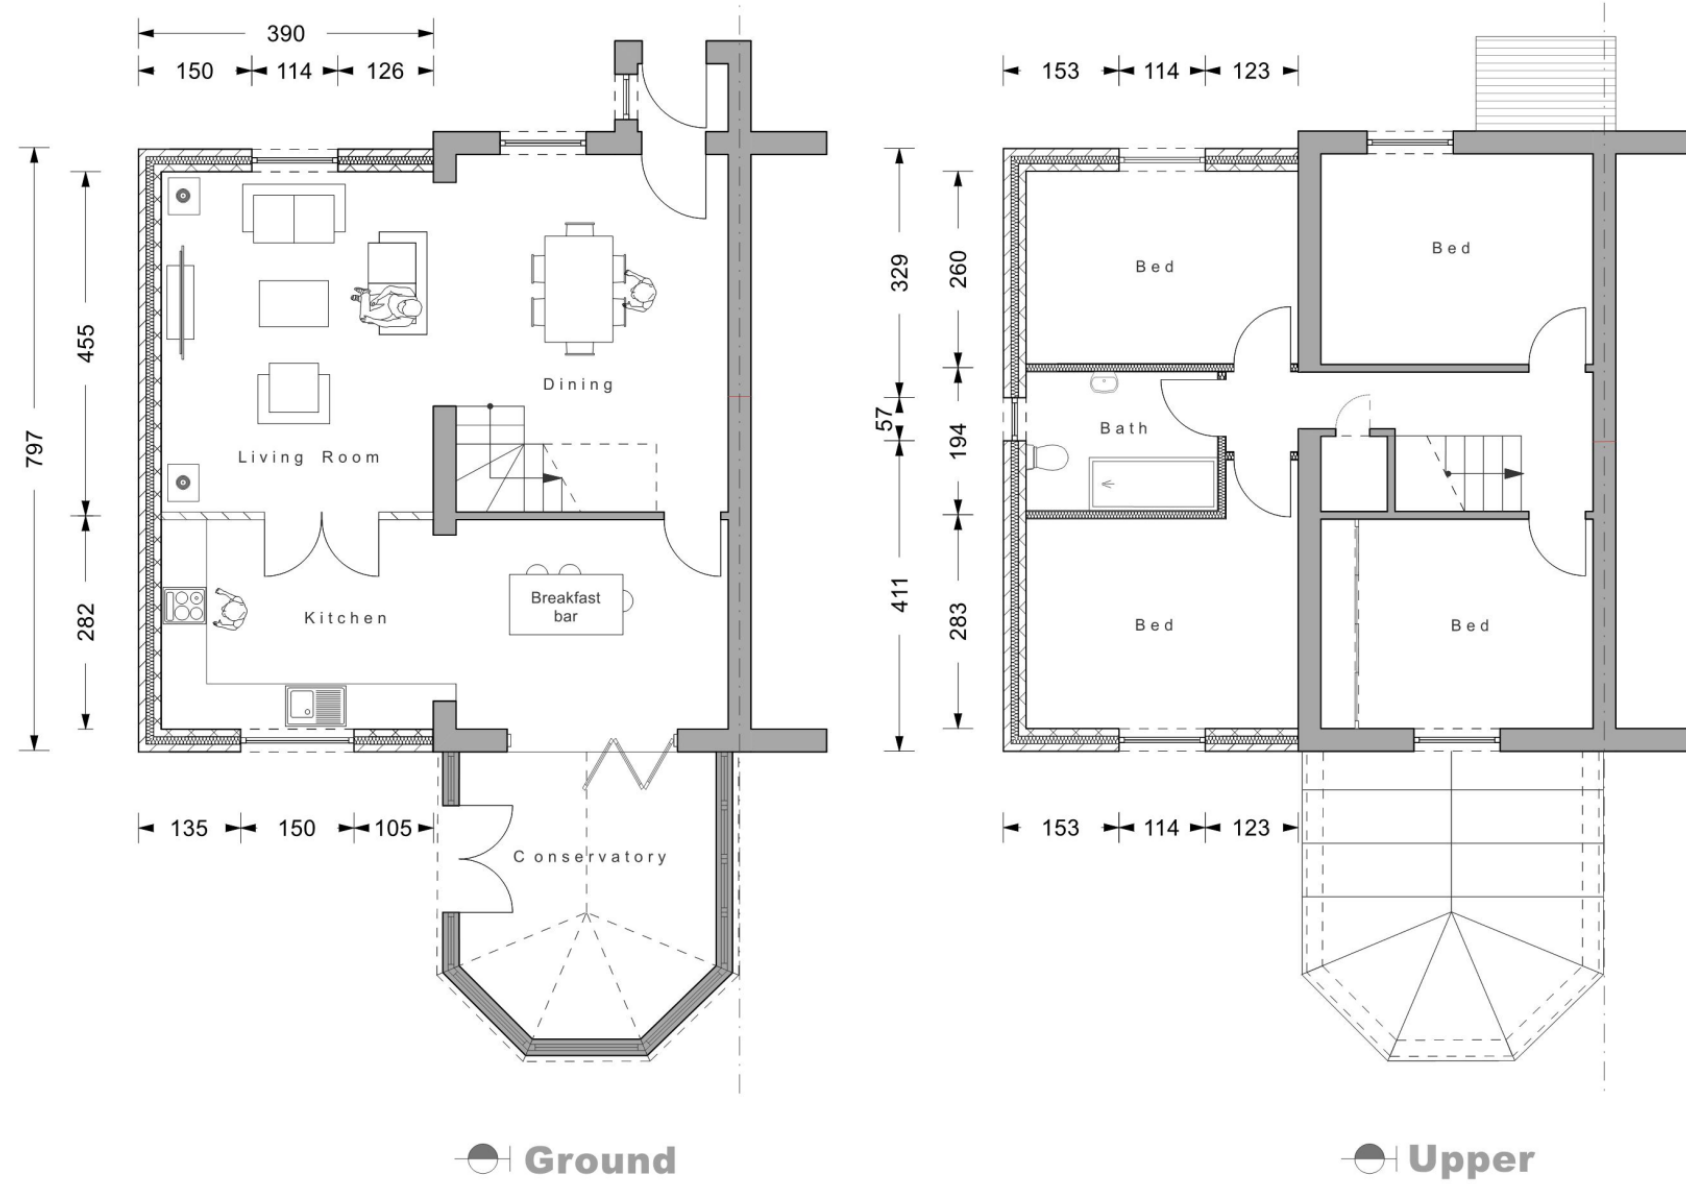 390
150 114 126
153 114 123
797
455
282
Living Room
Dining
Kitchen
Breakfast
bar
135 150 105
Conservatory
329
57
411
260
194
283
Bed
Bed
Bath
Bed
Bed
153 114 123
Ground
Upper